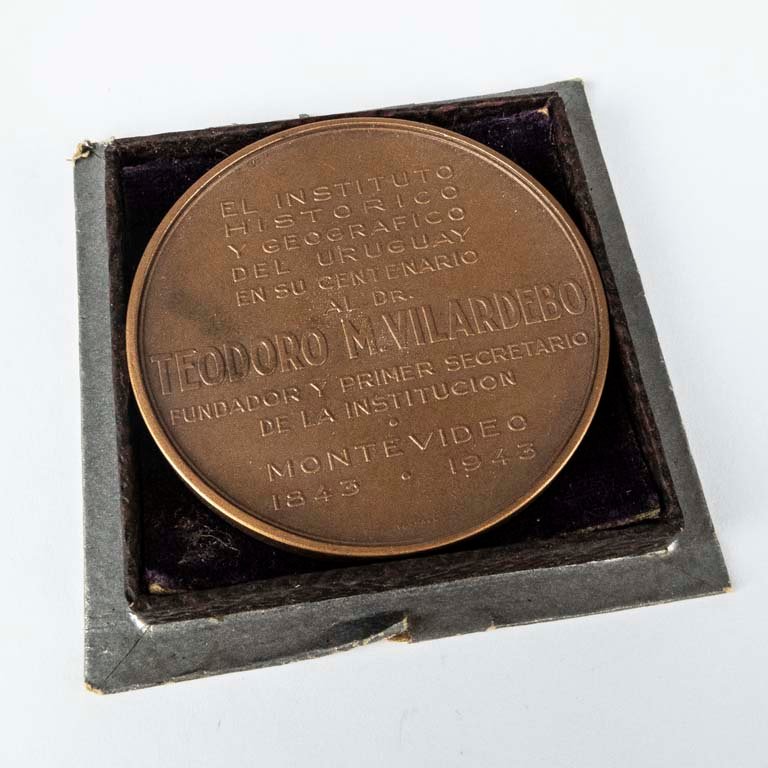 EL INSTITUTO
HISTORICO
Y GEOGRAFICO
DEL URUGUAY
EN SU CENTENARIO
AL DR.
TEODORO M. VILARDEBO
FUNDADOR Y PRIMER SECRETARIO
DE LA INSTITUCION
MONTEVIDEO
1843 o 1943